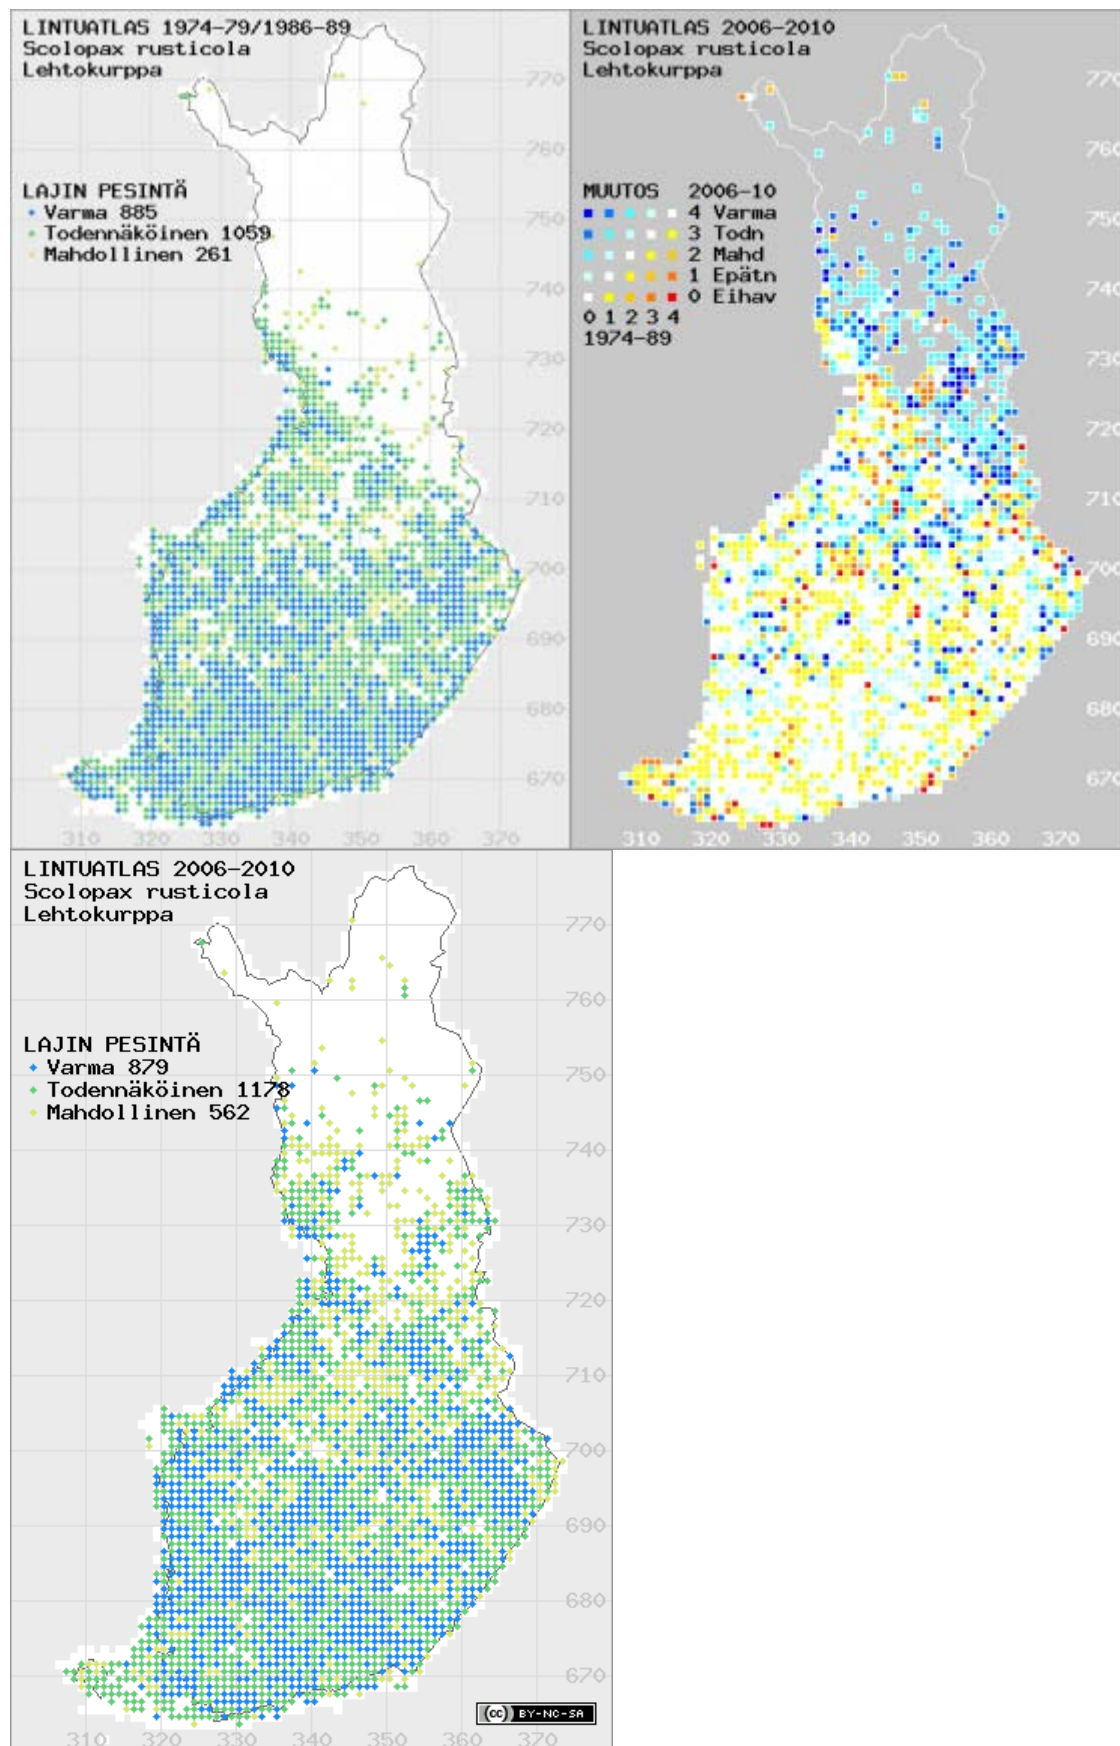 LINTUATLAS 1974-79/1986-89
Scolopax rusticola
Lehtokurppa
770
760
LAJIN PESINTÄ
Varma 885
750
Todennäköinen 1059
Mahdollinen 261
740
730
720
710
700
690
680
670
310 320 330 340 350 360 370
LINTUATLAS 2006-2010
Scolopax rusticola
Lehtokurppa
770
760
MUUTOS 2006-10
4 Varma
750
3 Todn
2 Mahd
1 Epätn
740
0 Eihav
0 1 2 3 4
1974-89
730
720
710
700
690
680
670
310 320 330 340 350 360 370
LINTUATLAS 2006-2010
Scolopax rusticola
Lehtokurppa
770
760
LAJIN PESINTÄ
Varma 879
750
Todennäköinen 1178
Mahdollinen 562
740
730
720
710
700
690
680
670
cc BY-NC-SA
310 320 330 340 350 360 370